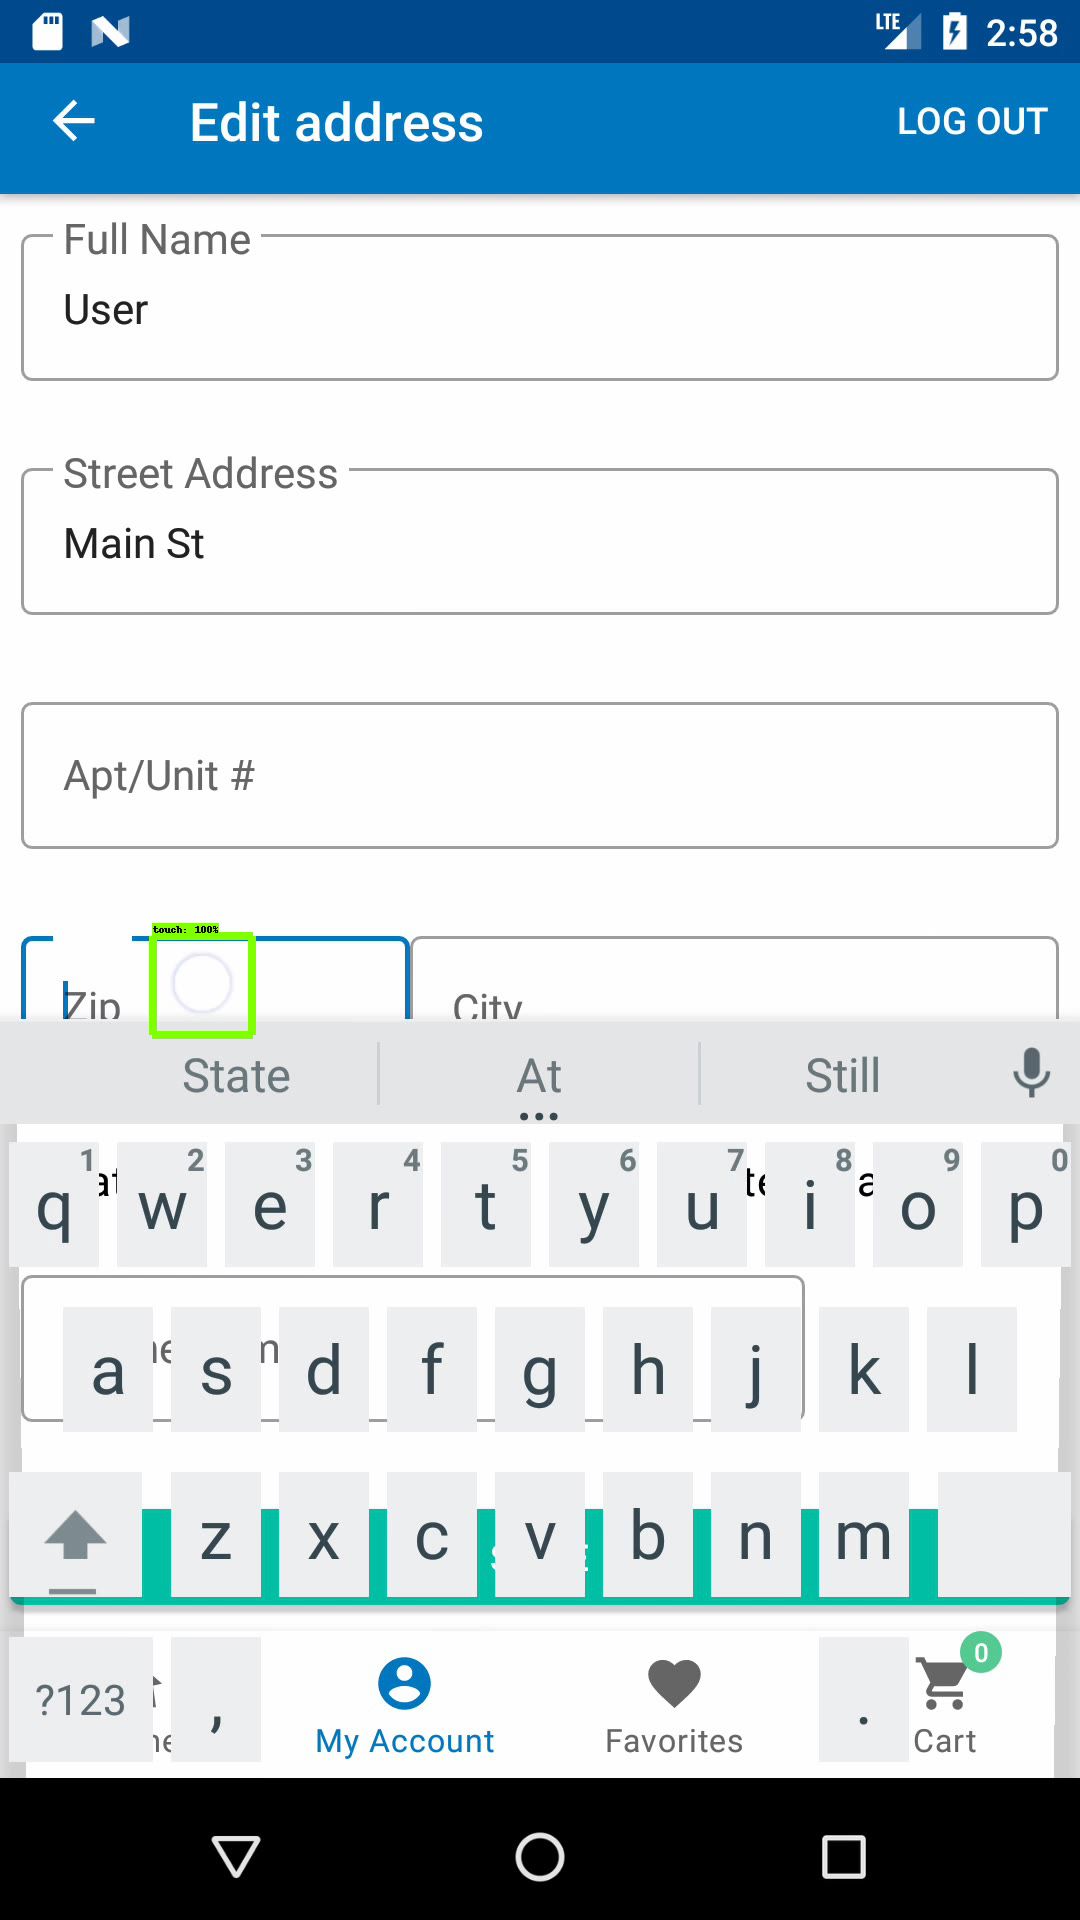 LTE 2:58
Edit address LOG OUT
Full Name
User
Street Address
Main St
Apt/Unit #
touch: 100%
Zip City
State At Still
1 2 3 4 5 6 7 8 9 0
q w e r t y u i o p
a s d f g h j k l
z x c v b n m
0
?123 , .
My Account Favorites Cart